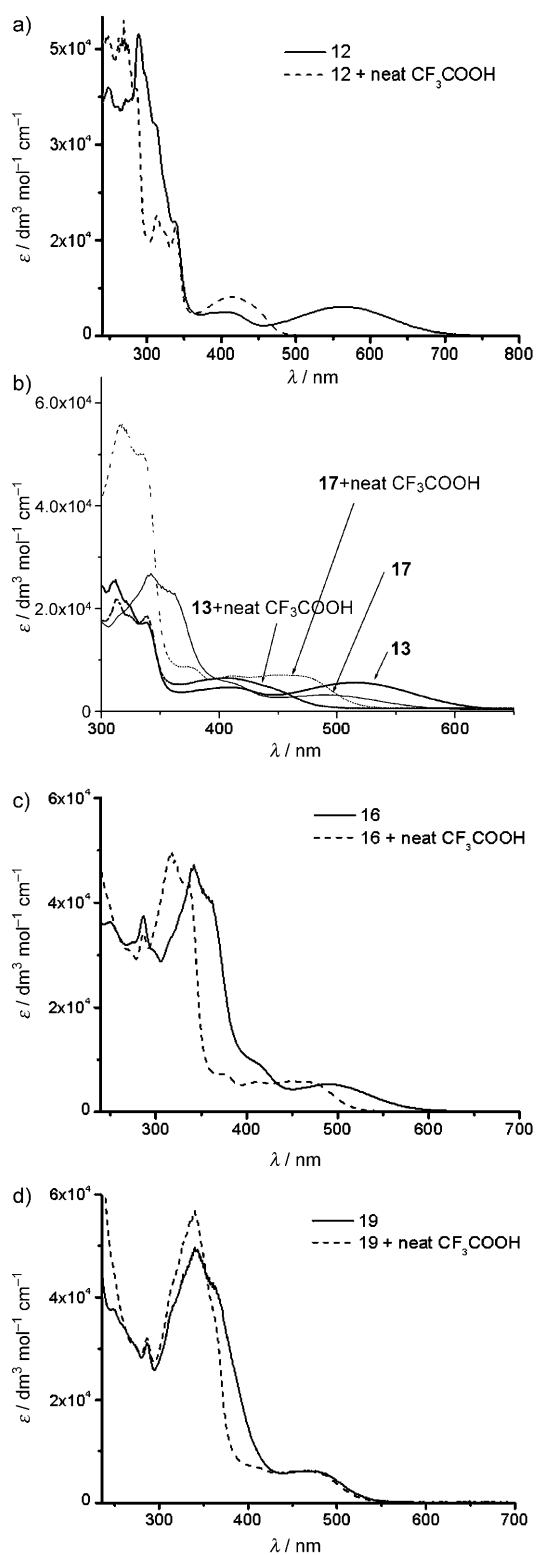 a)
12
12 + neat CF₃COOH
ε / dm³ mol⁻¹ cm⁻¹
5x10⁴
3x10⁴
2x10⁴
0
300 400 500 600 700 800
λ / nm
b)
ε / dm³ mol⁻¹ cm⁻¹
6.0x10⁴
4.0x10⁴
2.0x10⁴
0
17+neat CF₃COOH
17
13+neat CF₃COOH
13
300 400 500 600
λ / nm
c)
16
16 + neat CF₃COOH
ε / dm³ mol⁻¹ cm⁻¹
6x10⁴
4x10⁴
2x10⁴
0
300 400 500 600 700
λ / nm
d)
19
19 + neat CF₃COOH
ε / dm³ mol⁻¹ cm⁻¹
6x10⁴
4x10⁴
2x10⁴
0
300 400 500 600 700
λ / nm